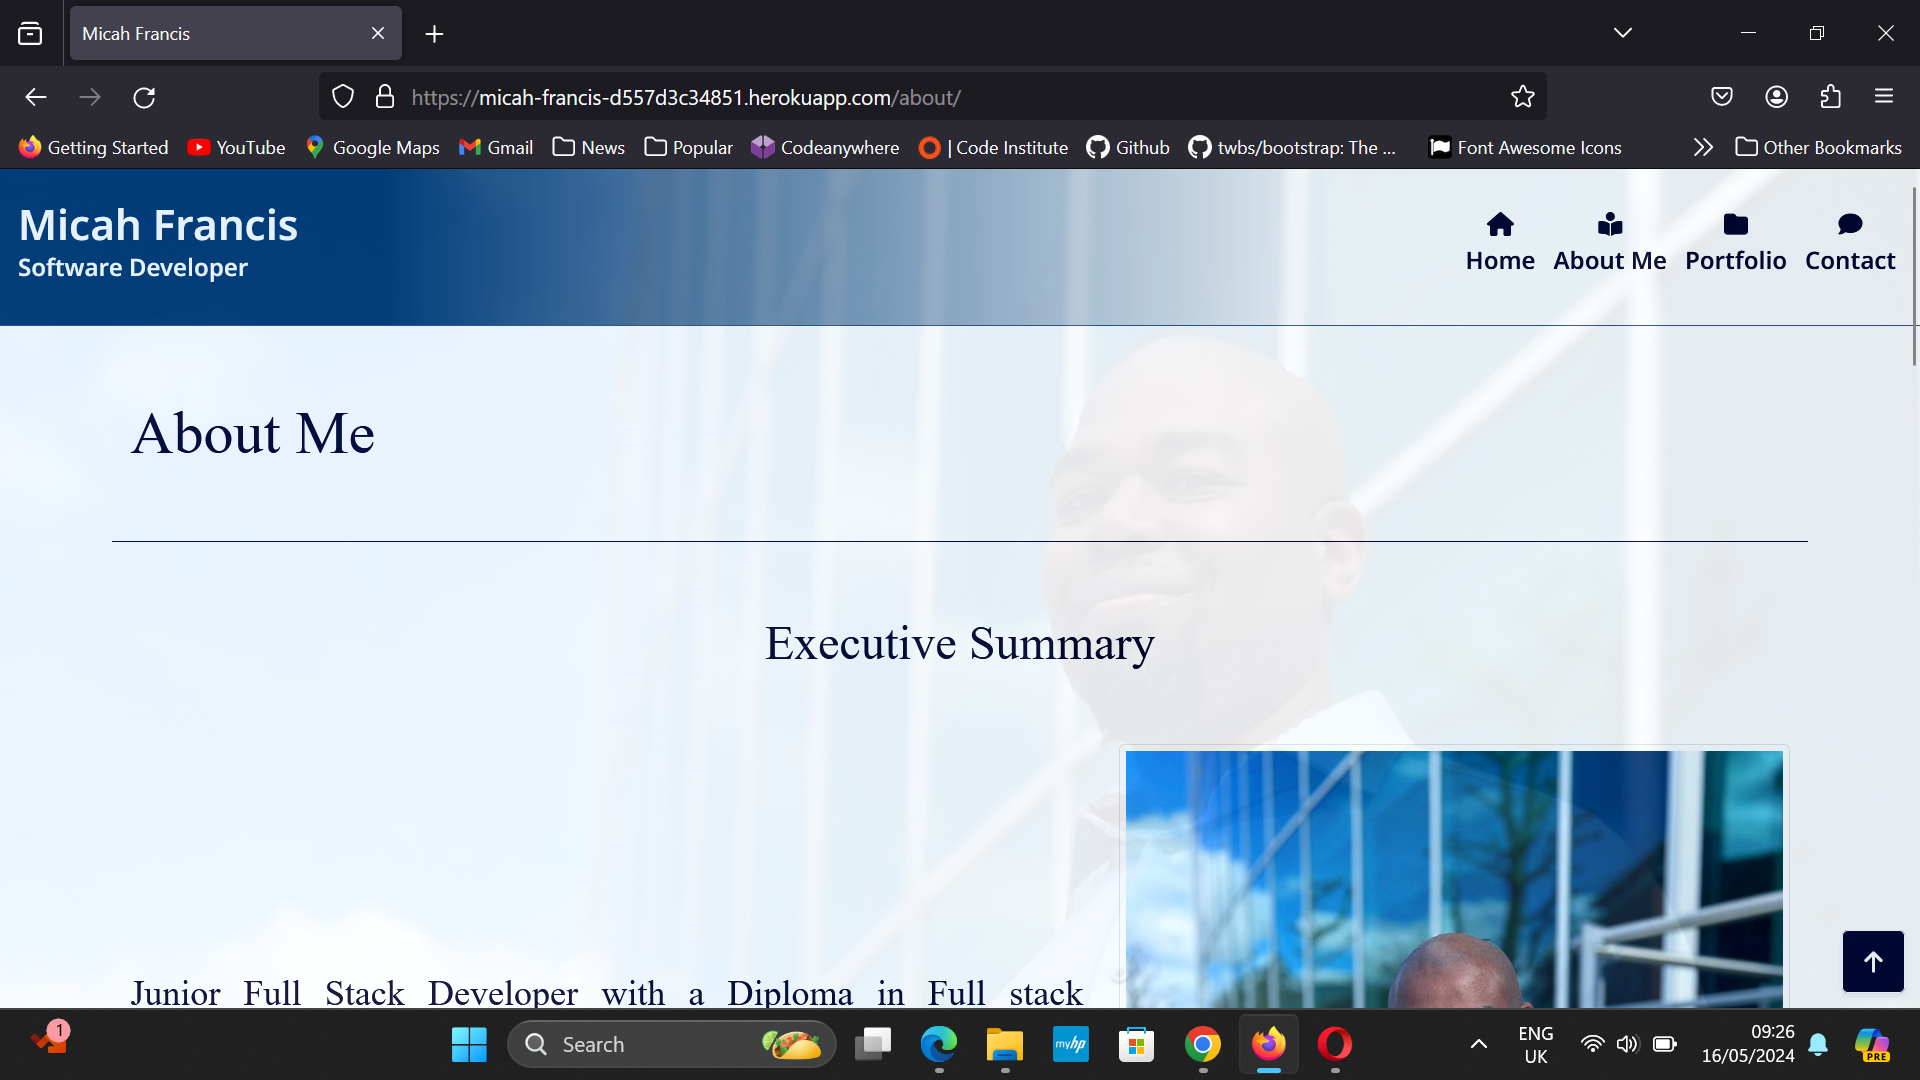 Micah Francis
https://micah-francis-d557d3c34851.herokuapp.com/about/
Getting Started YouTube Google Maps Gmail News Popular Codeanywhere | Code Institute Github twbs/bootstrap: The ... Font Awesome Icons Other Bookmarks
Micah Francis
Software Developer
Home About Me Portfolio Contact
About Me
Executive Summary
Junior Full Stack Developer with a Diploma in Full stack
1
Search
myhp
ENG
UK
09:26
16/05/2024
PRE